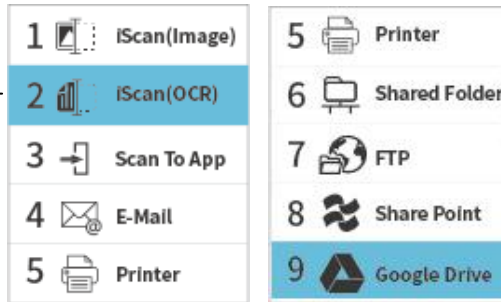 1 iScan(Image)
2 iScan(OCR)
3 Scan To App
4 E-Mail
5 Printer
5 Printer
6 Shared Folder
7 FTP
8 Share Point
9 Google Drive